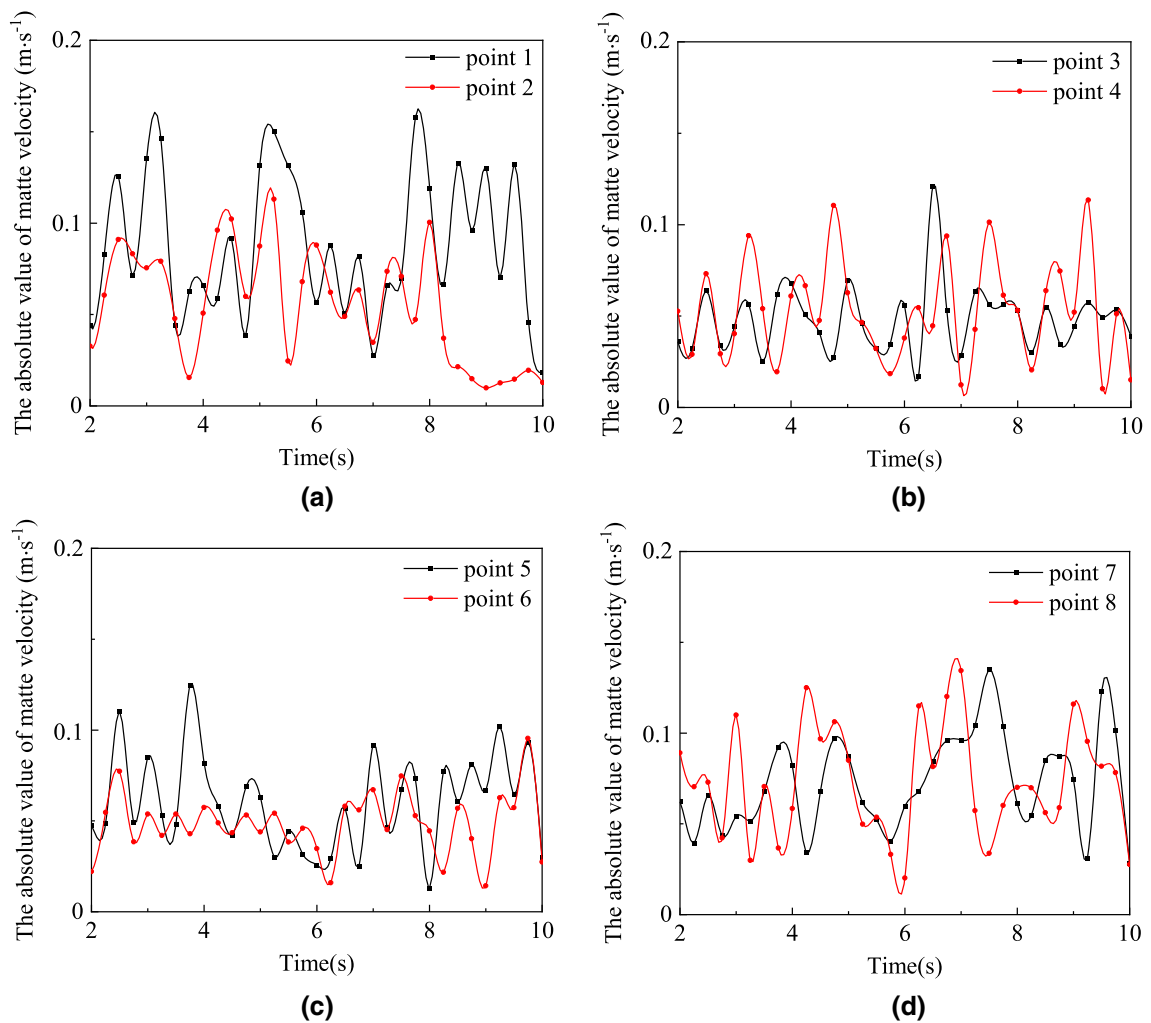 The absolute value of matte velocity (m·s⁻¹)
0.2
0.1
0
point 1
point 2
2 4 6 8 10
Time(s)
(a)
The absolute value of matte velocity (m·s⁻¹)
0.2
0.1
0
point 3
point 4
2 4 6 8 10
Time(s)
(b)
The absolute value of matte velocity (m·s⁻¹)
0.2
0.1
0
point 5
point 6
2 4 6 8 10
Time(s)
(c)
The absolute value of matte velocity (m·s⁻¹)
0.2
0.1
0
point 7
point 8
2 4 6 8 10
Time(s)
(d)